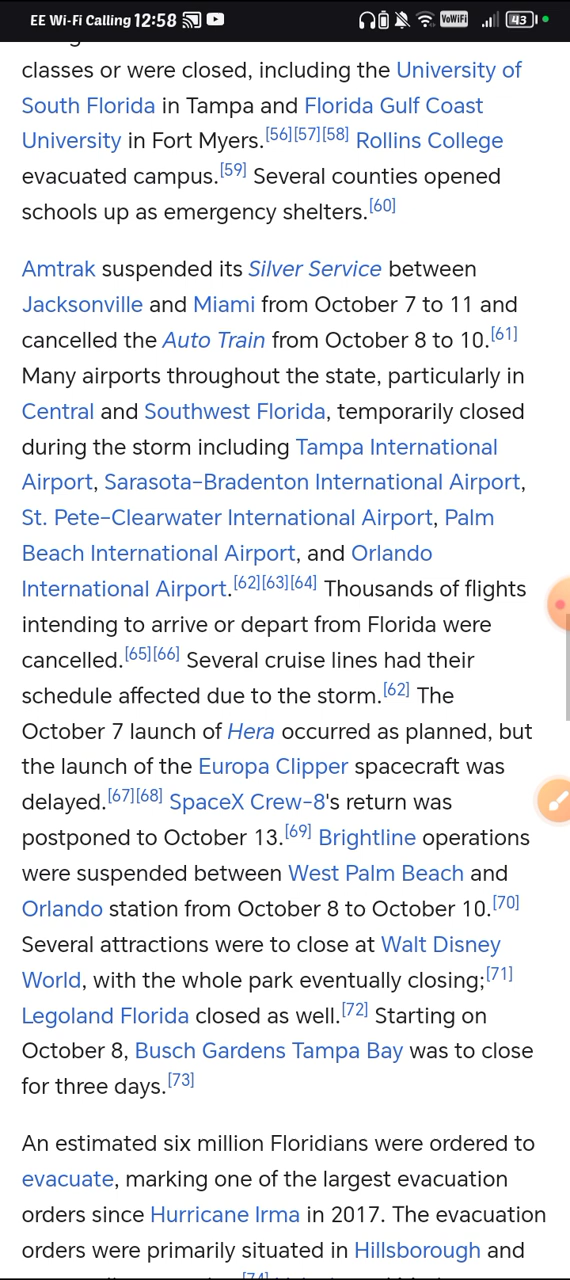 EE Wi-Fi Calling 12:58
VoWiFi
43
classes or were closed, including the University of
South Florida in Tampa and Florida Gulf Coast
University in Fort Myers.[56][57][58] Rollins College
evacuated campus.[59] Several counties opened
schools up as emergency shelters.[60]
Amtrak suspended its Silver Service between
Jacksonville and Miami from October 7 to 11 and
cancelled the Auto Train from October 8 to 10.[61]
Many airports throughout the state, particularly in
Central and Southwest Florida, temporarily closed
during the storm including Tampa International
Airport, Sarasota–Bradenton International Airport,
St. Pete–Clearwater International Airport, Palm
Beach International Airport, and Orlando
International Airport.[62][63][64] Thousands of flights
intending to arrive or depart from Florida were
cancelled.[65][66] Several cruise lines had their
schedule affected due to the storm.[62] The
October 7 launch of Hera occurred as planned, but
the launch of the Europa Clipper spacecraft was
delayed.[67][68] SpaceX Crew-8's return was
postponed to October 13.[69] Brightline operations
were suspended between West Palm Beach and
Orlando station from October 8 to October 10.[70]
Several attractions were to close at Walt Disney
World, with the whole park eventually closing;[71]
Legoland Florida closed as well.[72] Starting on
October 8, Busch Gardens Tampa Bay was to close
for three days.[73]
An estimated six million Floridians were ordered to
evacuate, marking one of the largest evacuation
orders since Hurricane Irma in 2017. The evacuation
orders were primarily situated in Hillsborough and
[74]